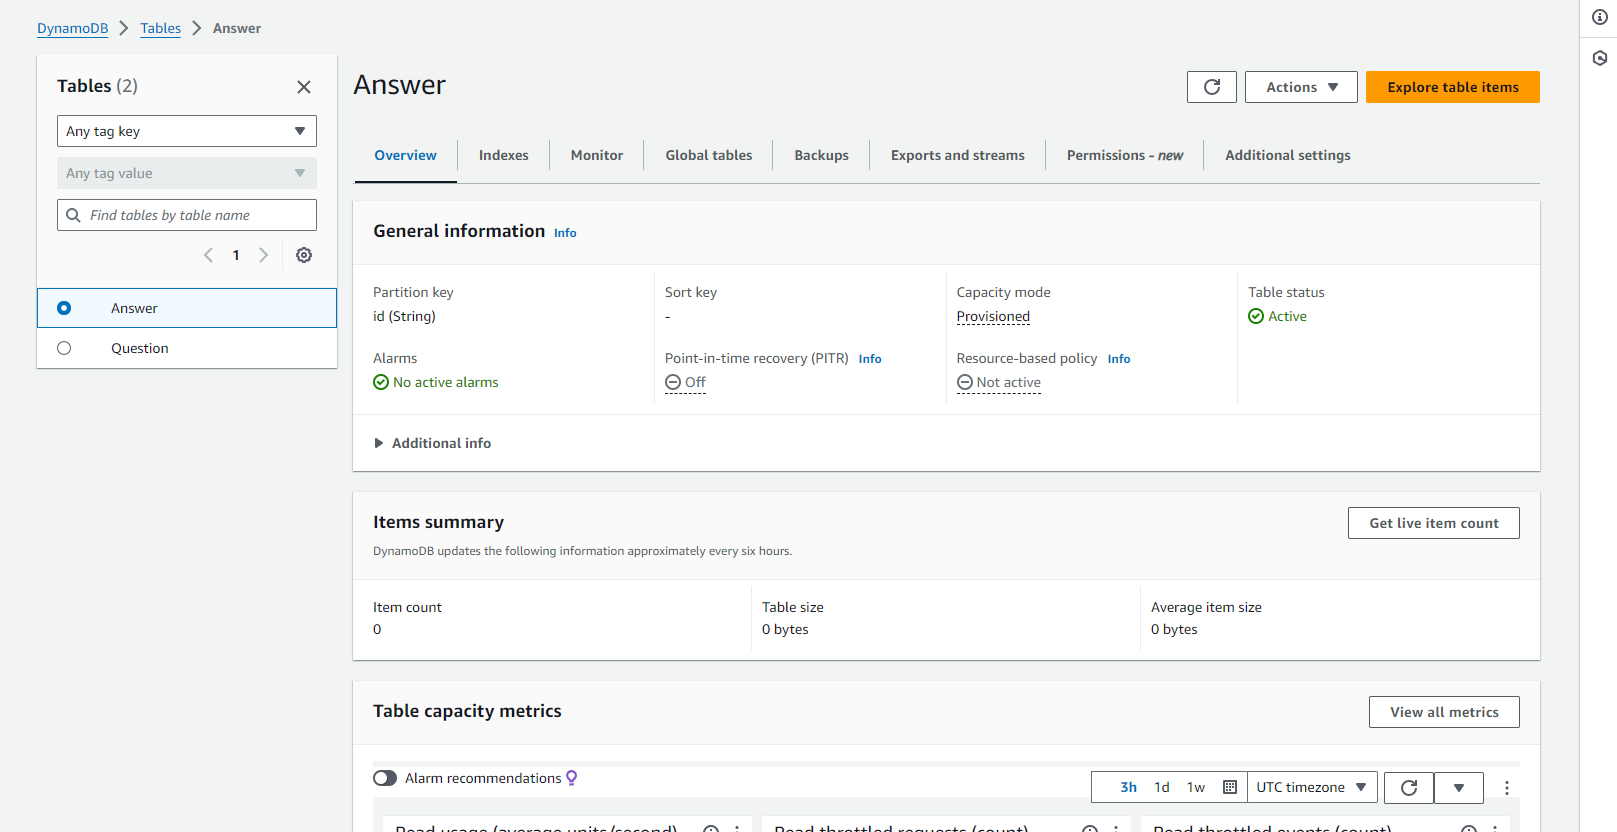 DynamoDB > Tables > Answer
Tables (2)
Any tag key
Any tag value
Find tables by table name
1
Answer
Question
Answer
Actions
Explore table items
Overview
Indexes
Monitor
Global tables
Backups
Exports and streams
Permissions - new
Additional settings
General information Info
Partition key
id (String)
Sort key
-
Capacity mode
Provisioned
Table status
Active
Alarms
No active alarms
Point-in-time recovery (PITR) Info
Off
Resource-based policy Info
Not active
Additional info
Items summary
DynamoDB updates the following information approximately every six hours.
Get live item count
Item count
0
Table size
0 bytes
Average item size
0 bytes
Table capacity metrics
View all metrics
Alarm recommendations
3h 1d 1w
UTC timezone
Read usage (average units/second)
Read throttled requests (count)
Read throttled events (count)